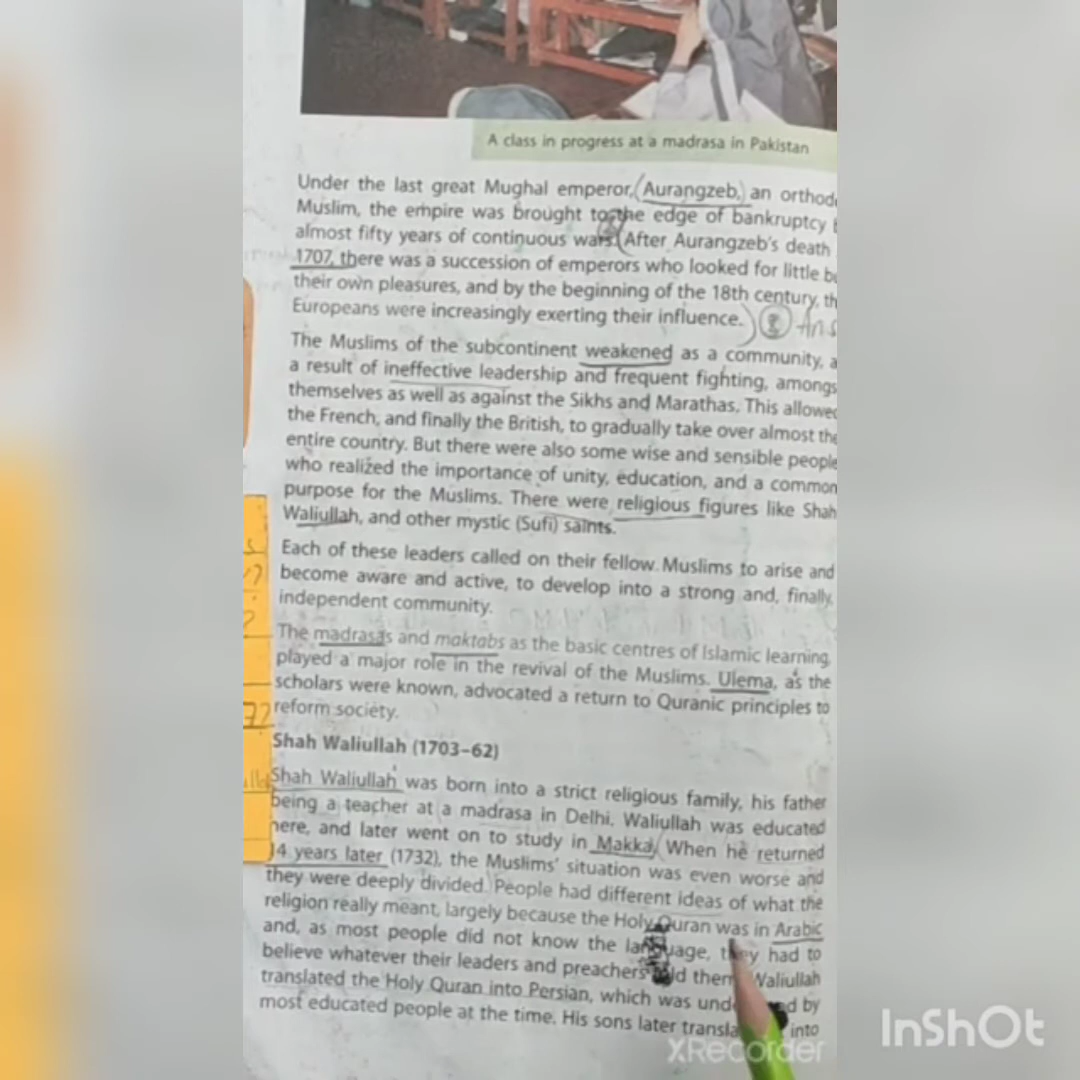 A class in progress at a madrasa in Pakistan
Under the last great Mughal emperor, Aurangzeb, an
Muslim, the empire was brought to the edge of bankruptcy
almost fifty years of continuous wars. After Aurangzeb's death
1707, there was a succession of emperors who looked for little
their own pleasures, and by the beginning of the 18th century,
Europeans were increasingly exerting their influence. Ans
The Muslims of the subcontinent weakened as a community,
a result of ineffective leadership and frequent fighting,
themselves as well as against the Sikhs and Marathas. This
the French, and finally the British, to gradually take over almost the
entire country. But there were also some wise and sensible people
who realized the importance of unity, education, and a common
purpose for the Muslims. There were religious figures like Shah
Waliullah, and other mystic (Sufi) saints.
Each of these leaders called on their fellow Muslims to arise and
become aware and active, to develop into a strong and, finally,
independent community.
The madrasas and maktabs as the basic centres of Islamic learning,
played a major role in the revival of the Muslims. Ulema, as the
scholars were known, advocated a return to Quranic principles to
reform society.
Shah Waliullah (1703–62)
Shah Waliullah was born into a strict religious family, his father
being a teacher at a madrasa in Delhi. Waliullah was educated
here, and later went on to study in Makka. When he returned
14 years later (1732), the Muslims' situation was even worse and
they were deeply divided. People had different ideas of what the
religion really meant, largely because the Holy Quran was in Arabic
and, as most people did not know the language, they had to
believe whatever their leaders and preachers them. Waliullah
translated the Holy Quran into Persian, which was by
most educated people at the time. His sons later into
XRecorder
InShOt